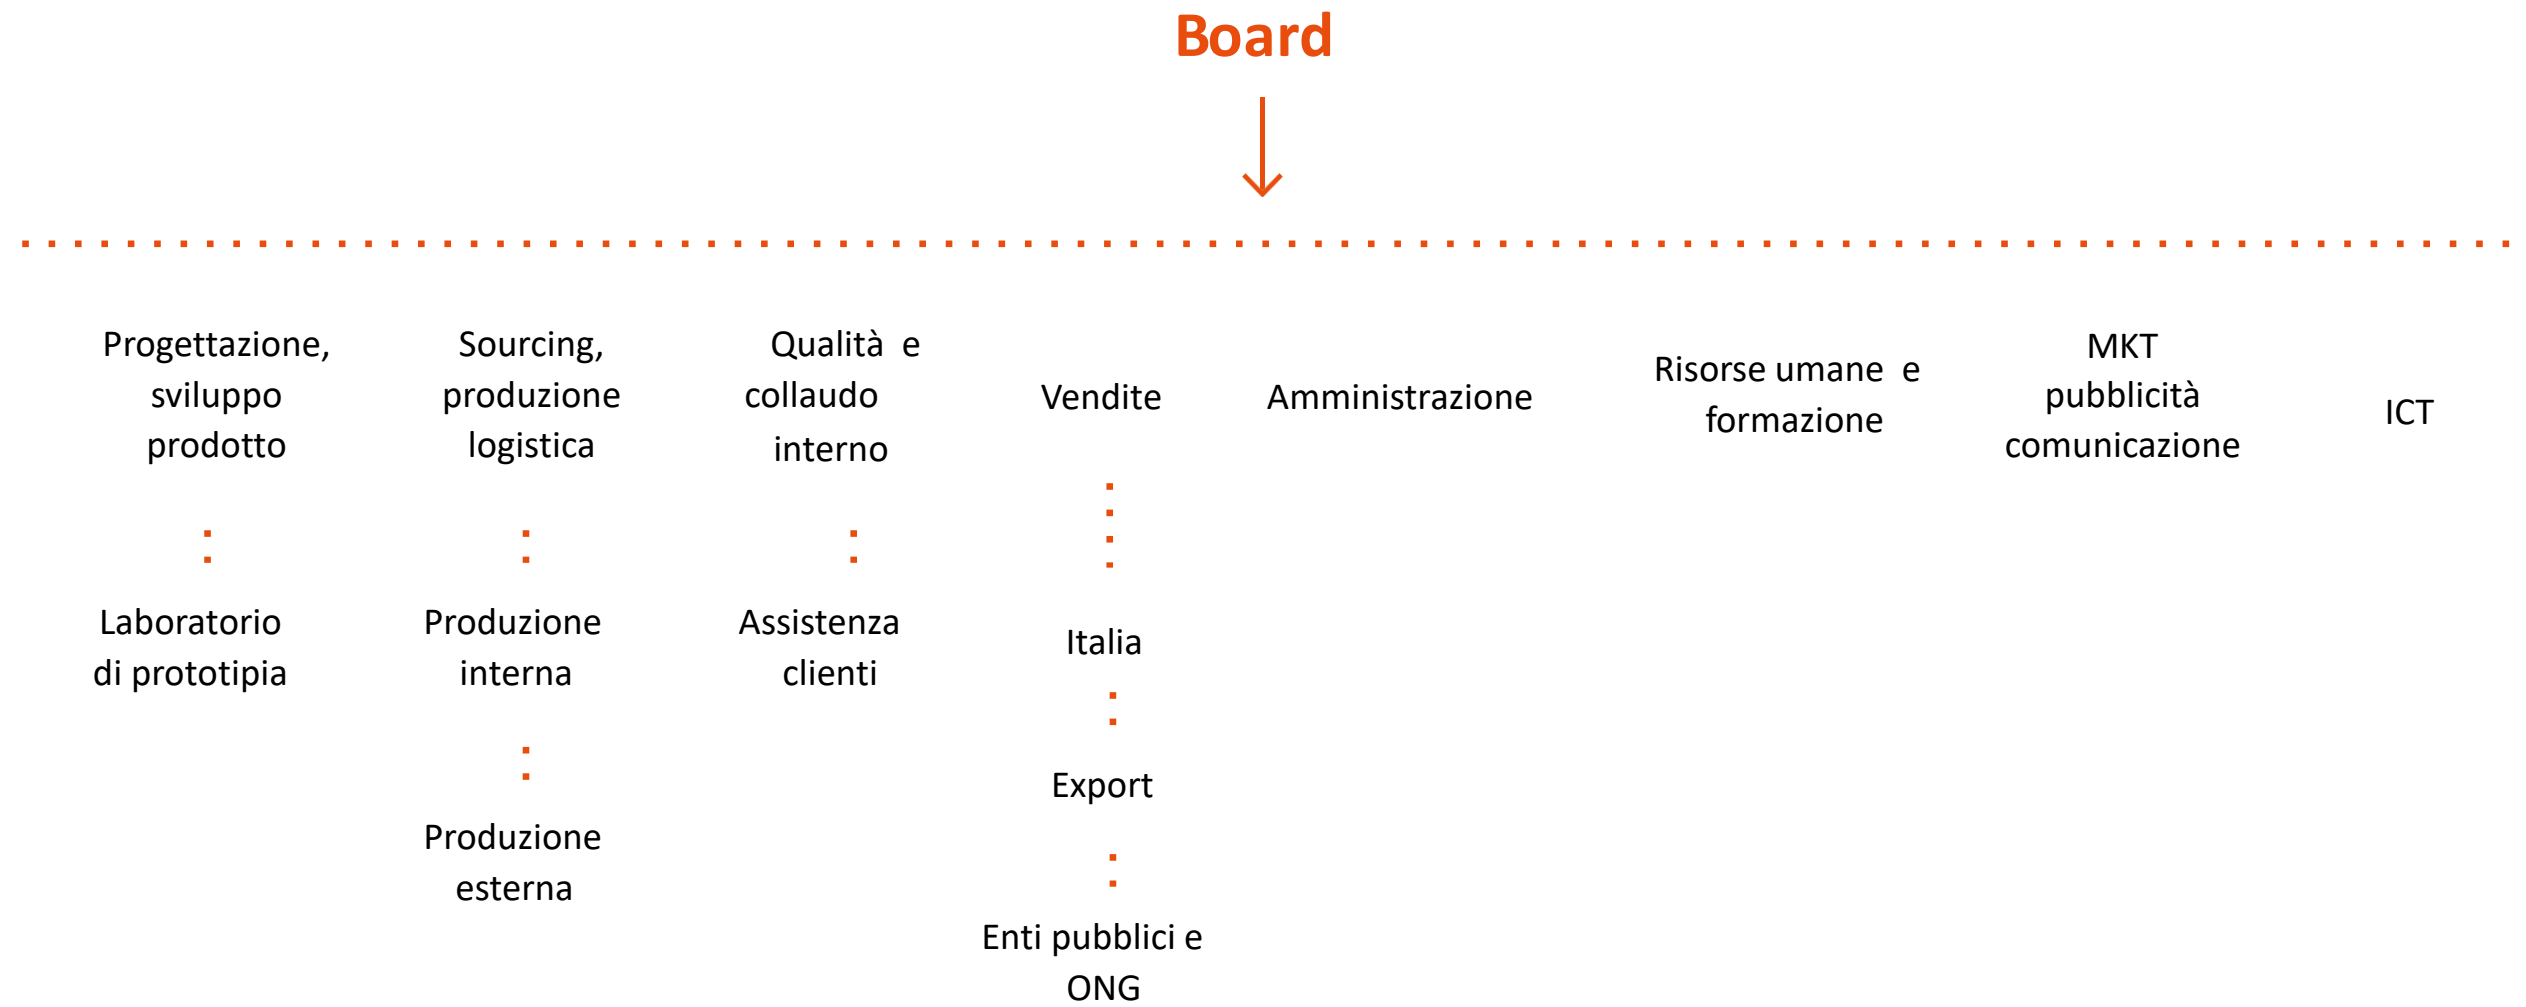 Board
Progettazione,
sviluppo
prodotto
Sourcing,
produzione
logistica
Qualità e
collaudo
interno
Vendite
Amministrazione
Risorse umane e
formazione
MKT
pubblicità
comunicazione
ICT
Laboratorio
di prototipia
Produzione
interna
Assistenza
clienti
Italia
Export
Produzione
esterna
Enti pubblici e
ONG